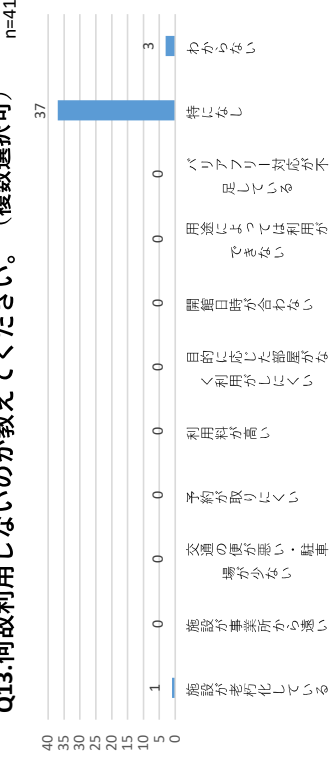 Q13.何故利用しないのか教えてください。（複数選択可）
n=41
40
35
30
25
20
15
10
5
0
1
0
0
0
0
0
0
0
0
37
3
施設が老朽化している
施設が事業所から遠い
交通の便が悪い・駐車
場が少ない
予約が取りにくい
利用料が高い
目的に応じた部屋がな
く利用がしにくい
開館日時が合わない
用途によっては利用が
できない
バリアフリー対応が不
足している
特になし
わからない